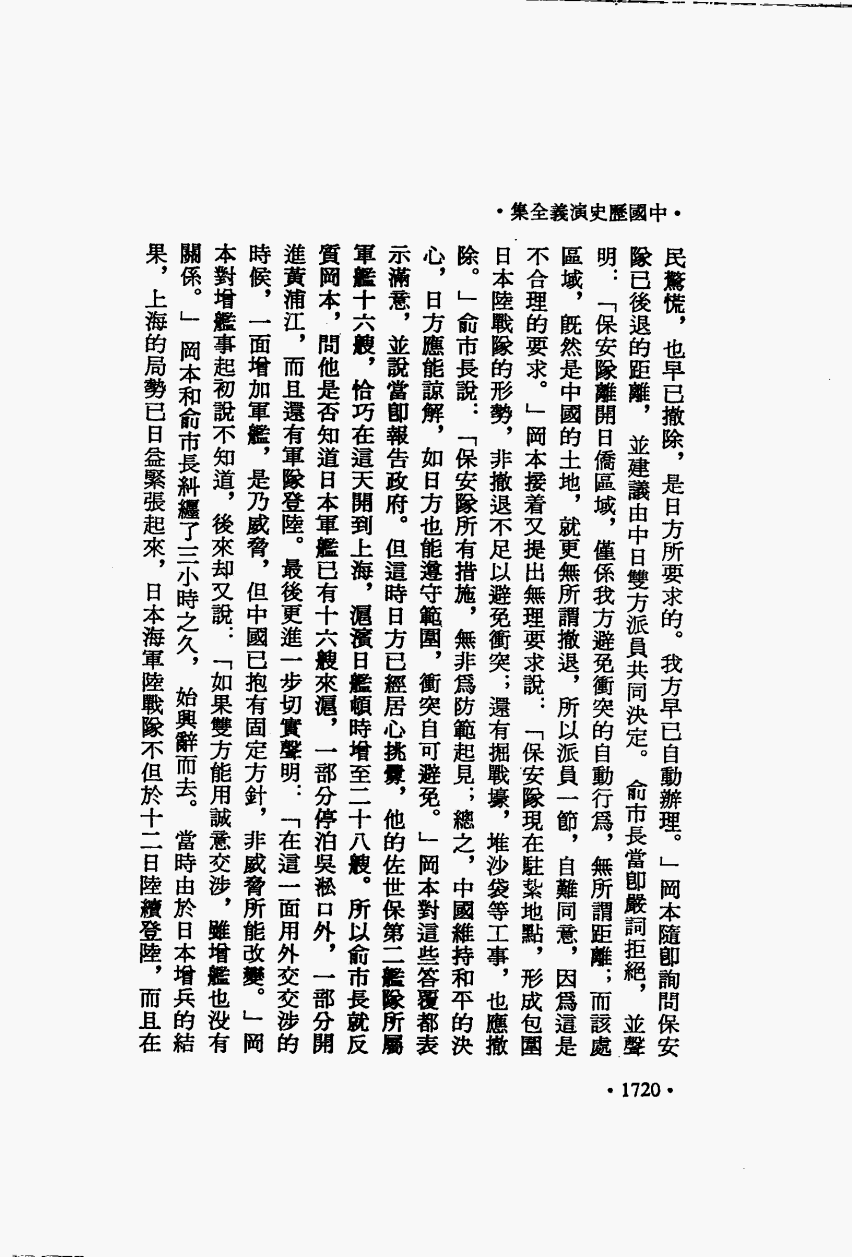 •中國歷史演義全集•
民驚慌，也早已撤除，是日方所要求的。我方早已自動辦理。」岡本隨卽詢問保安
隊已後退的距離，並建議由中日雙方派員共同決定。俞市長當卽嚴詞拒絕，並聲
明：「保安隊離開日僑區域，僅係我方避免衝突的自動行爲，無所謂距離；而該處
區域，旣然是中國的土地，就更無所謂撤退，所以派員一節，自難同意，因爲這是
不合理的要求。」岡本接着又提出無理要求說：「保安隊現在駐紮地點，形成包圍
日本陸戰隊的形勢，非撤退不足以避免衝突；還有掘戰壕，堆沙袋等工事，也應撤
除。」俞市長說：「保安隊所有措施，無非爲防範起見；總之，中國維持和平的決
心，日方應能諒解，如日方也能遵守範圍，衝突自可避免。」岡本對這些答覆都表
示滿意，並說當卽報告政府。但這時日方已經居心挑釁，他的佐世保第二艦隊所屬
軍艦十六艘，恰巧在這天開到上海，滬濱日艦頓時增至二十八艘。所以俞市長就反
質岡本，問他是否知道日本軍艦已有十六艘來滬，一部分停泊吳淞口外，一部分開
進黃浦江，而且還有軍隊登陸。最後更進一步切實聲明：「在這一面用外交交涉的
時候，一面增加軍艦，是乃威脅，但中國已抱有固定方針，非威脅所能改變。」岡
本對增艦事起初說不知道，後來却又說：「如果雙方能用誠意交涉，雖增艦也没有
關係。」岡本和俞市長糾纏了三小時之久，始興辭而去。當時由於日本增兵的結
果，上海的局勢已日益緊張起來，日本海軍陸戰隊不但於十二日陸續登陸，而且在
•1720•